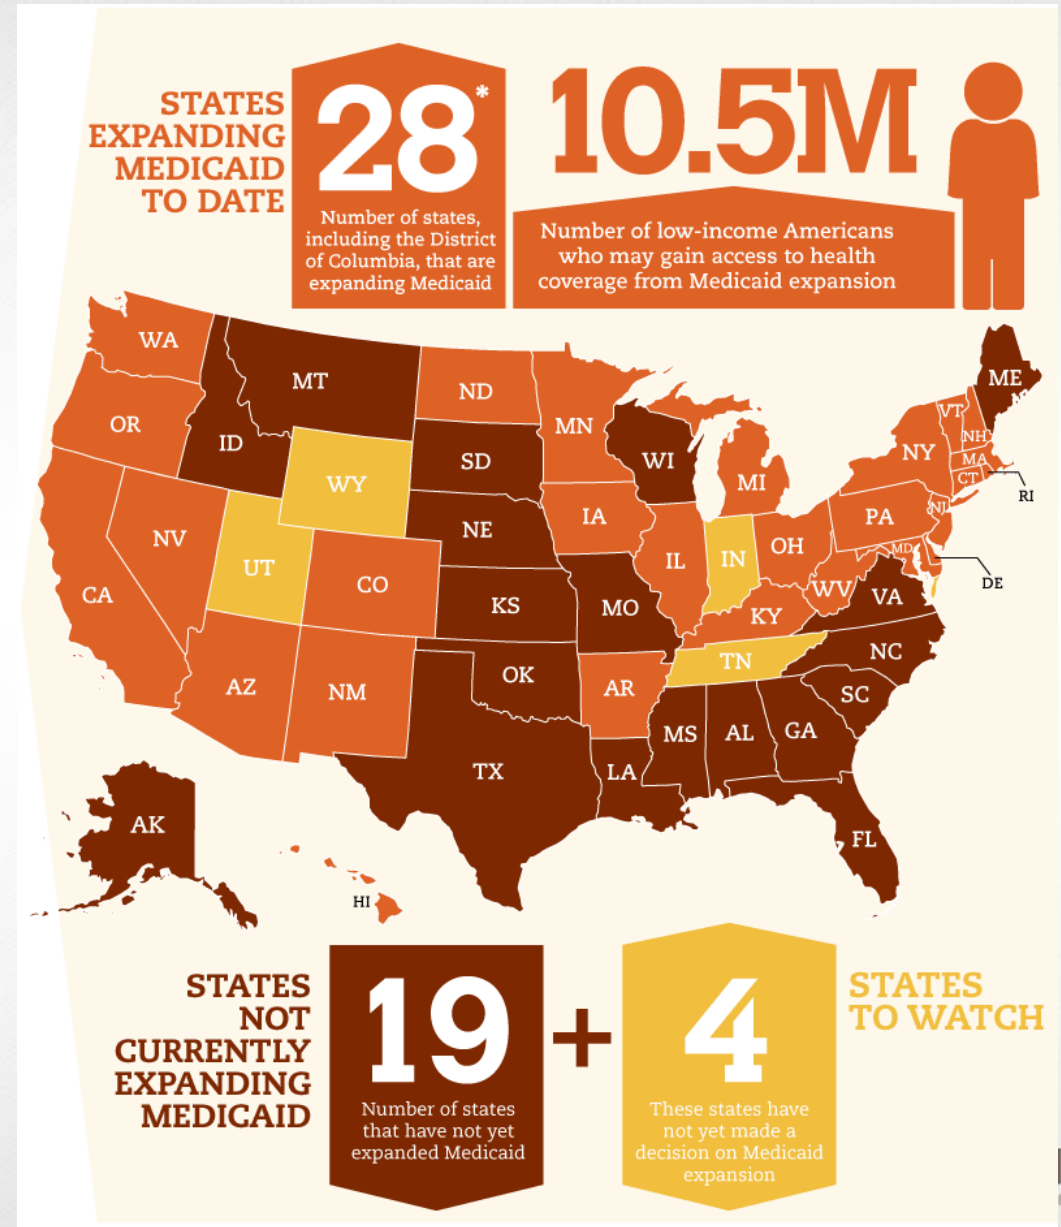 STATES
EXPANDING
MEDICAID
TO DATE
28*
Number of states,
including the District
of Columbia, that are
expanding Medicaid
10.5M
Number of low-income Americans
who may gain access to health
coverage from Medicaid expansion
WA
MT
ND
ME
OR
ID
MN
VT
NH
SD
WI
NY
MA
WY
MI
CT
RI
NV
NE
IA
PA
NJ
UT
CO
IL
IN
OH
MD
DE
CA
KS
MO
WV
VA
KY
AZ
NM
OK
AR
TN
NC
SC
MS
AL
GA
TX
LA
AK
FL
HI
STATES
NOT
CURRENTLY
EXPANDING
MEDICAID
19
Number of states
that have not yet
expanded Medicaid
+
4
These states have
not yet made a
decision on Medicaid
expansion
STATES
TO WATCH